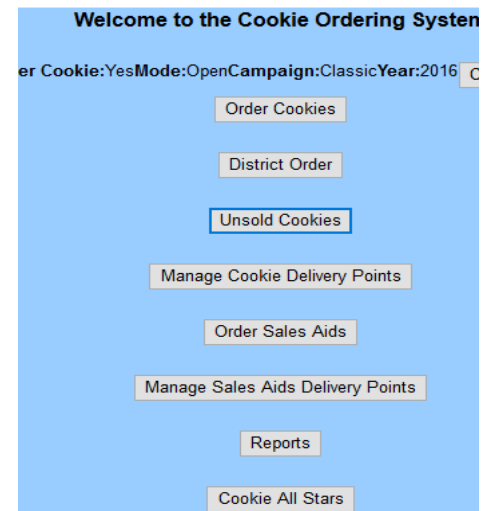 Welcome to the Cookie Ordering System
er Cookie:YesMode:OpenCampaign:ClassicYear:2016
Order Cookies
District Order
Unsold Cookies
Manage Cookie Delivery Points
Order Sales Aids
Manage Sales Aids Delivery Points
Reports
Cookie All Stars